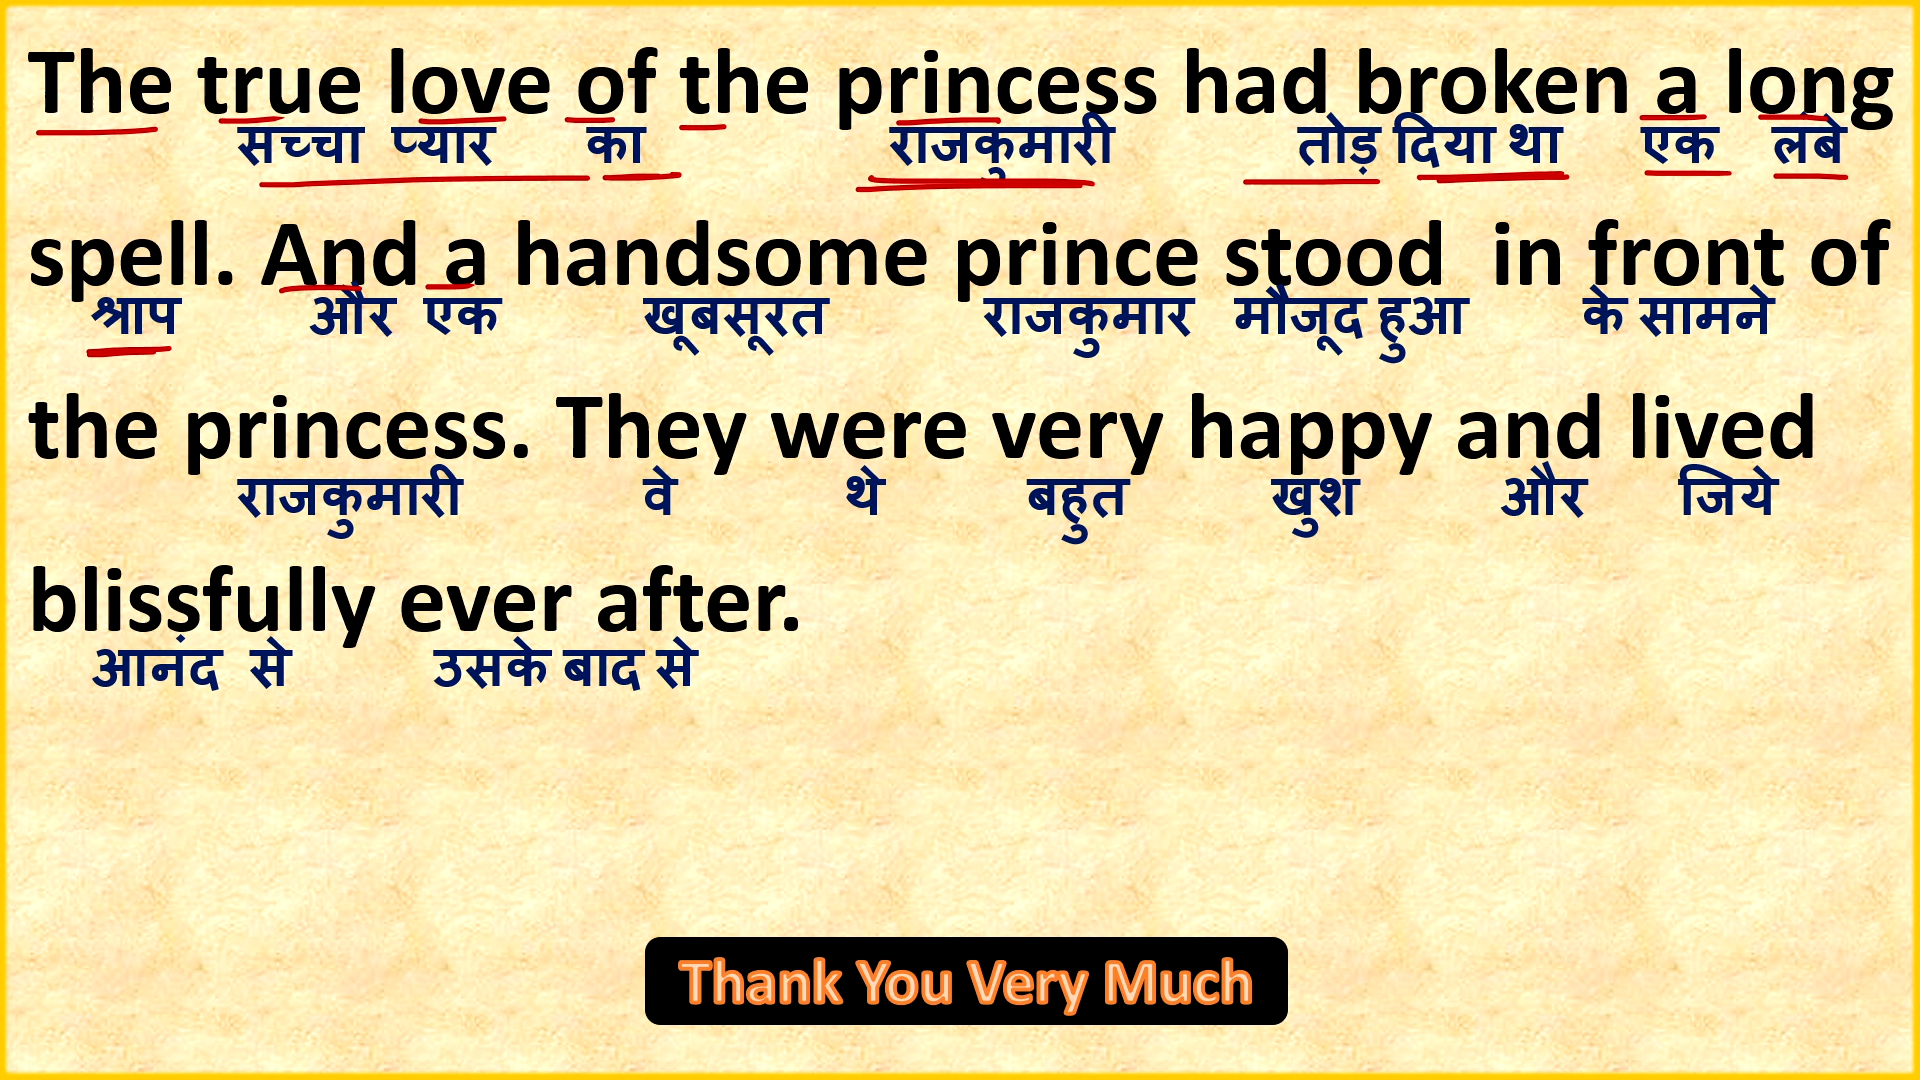 The true love of the princess had broken a long
सच्चा प्यार का राजकुमारी तोड़ दिया था एक लंबे
spell. And a handsome prince stood in front of
श्राप और एक खूबसूरत राजकुमार मौजूद हुआ के सामने
the princess. They were very happy and lived
राजकुमारी वे थे बहुत खुश और जिये
blissfully ever after.
आनंद से उसके बाद से
Thank You Very Much